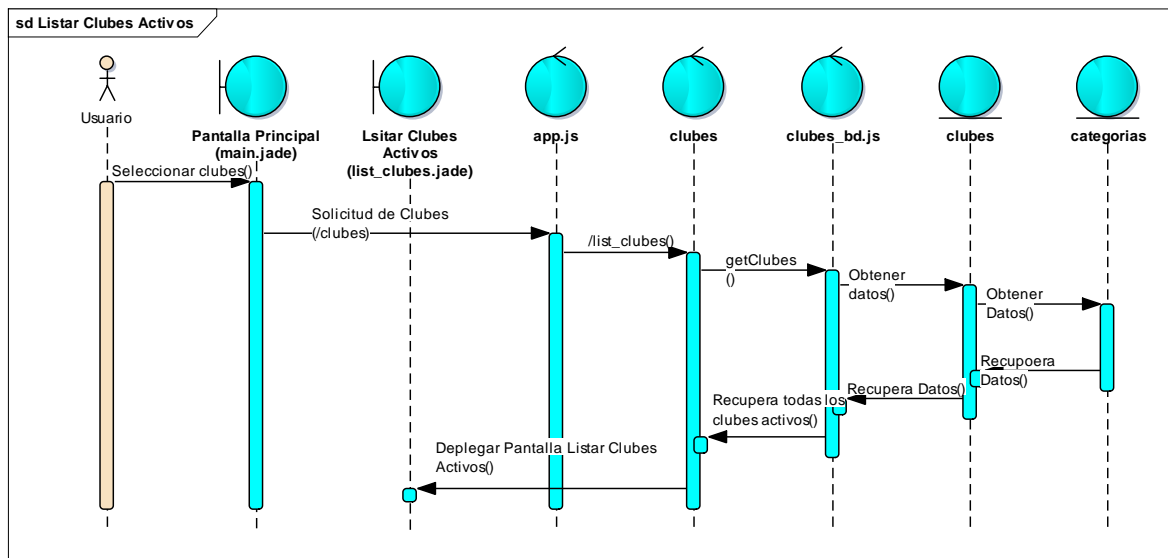 sd Listar Clubes Activos
Usuario
Pantalla Principal
(main.jade)
Lsitar Clubes
Activos
(list_clubes.jade)
app.js
clubes
clubes_bd.js
clubes
categorias
Seleccionar clubes()
Solicitud de Clubes
(/clubes)
/list_clubes()
getClubes
()
Obtener
datos()
Obtener
Datos()
Recupoera
Datos()
Recupera Datos()
Recupera todas los
clubes activos()
Deplegar Pantalla Listar Clubes
Activos()